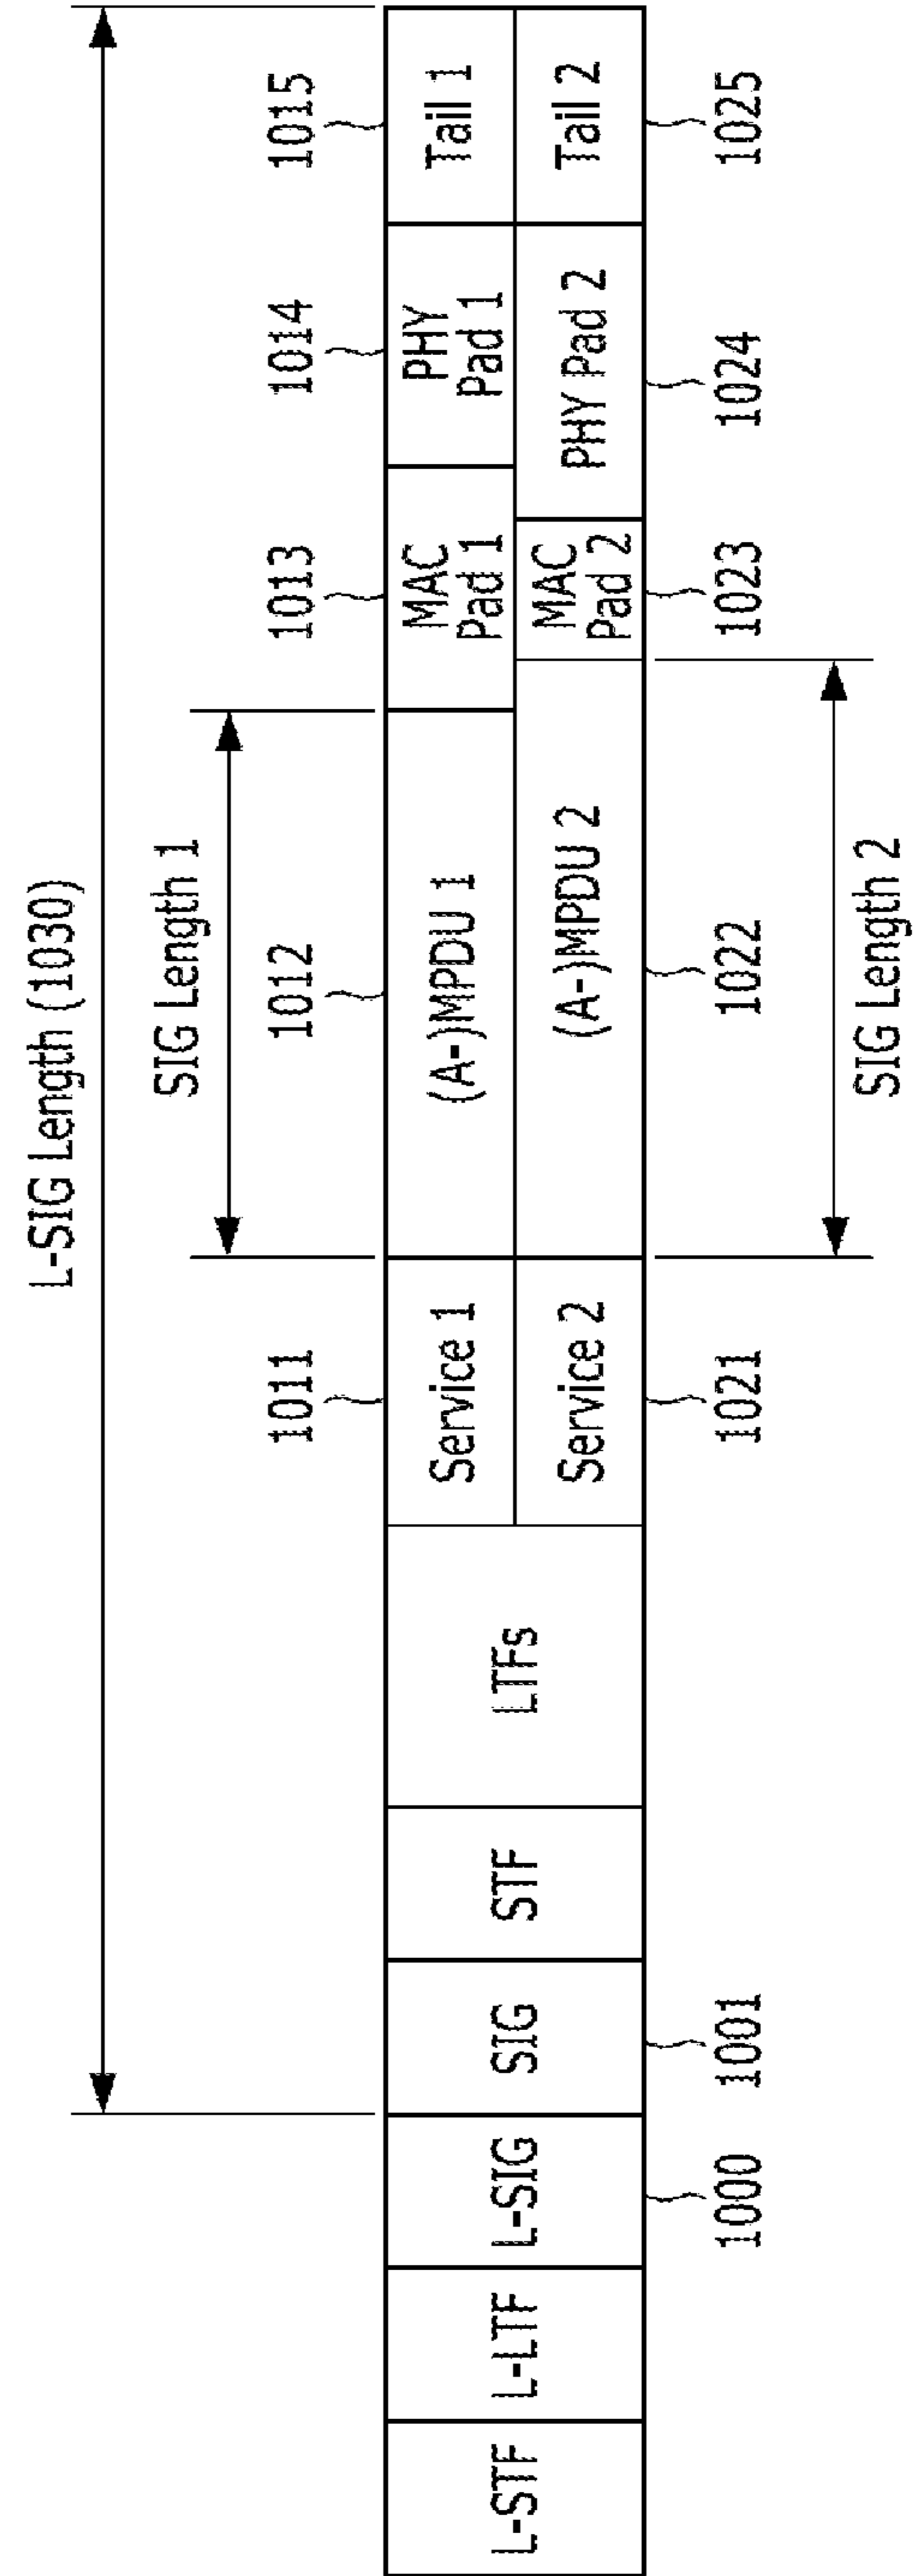 L-SIG Length (1030)
SIG Length 1
1011
1012
1013
1014
1015
L-STF
L-LTF
L-SIG
SIG
STF
LTFs
Service 1
(A-)MPDU 1
MAC
Pad 1
PHY
Pad 1
Tail 1
Service 2
(A-)MPDU 2
MAC
Pad 2
PHY Pad 2
Tail 2
1000
1001
1021
1022
1023
1024
1025
SIG Length 2